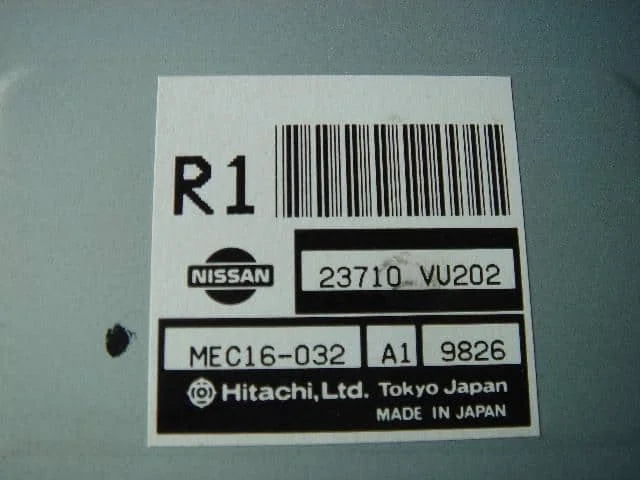 R1
NISSAN
23710 VU202
MEC16-032 A1 9826
Hitachi, Ltd. Tokyo Japan
MADE IN JAPAN